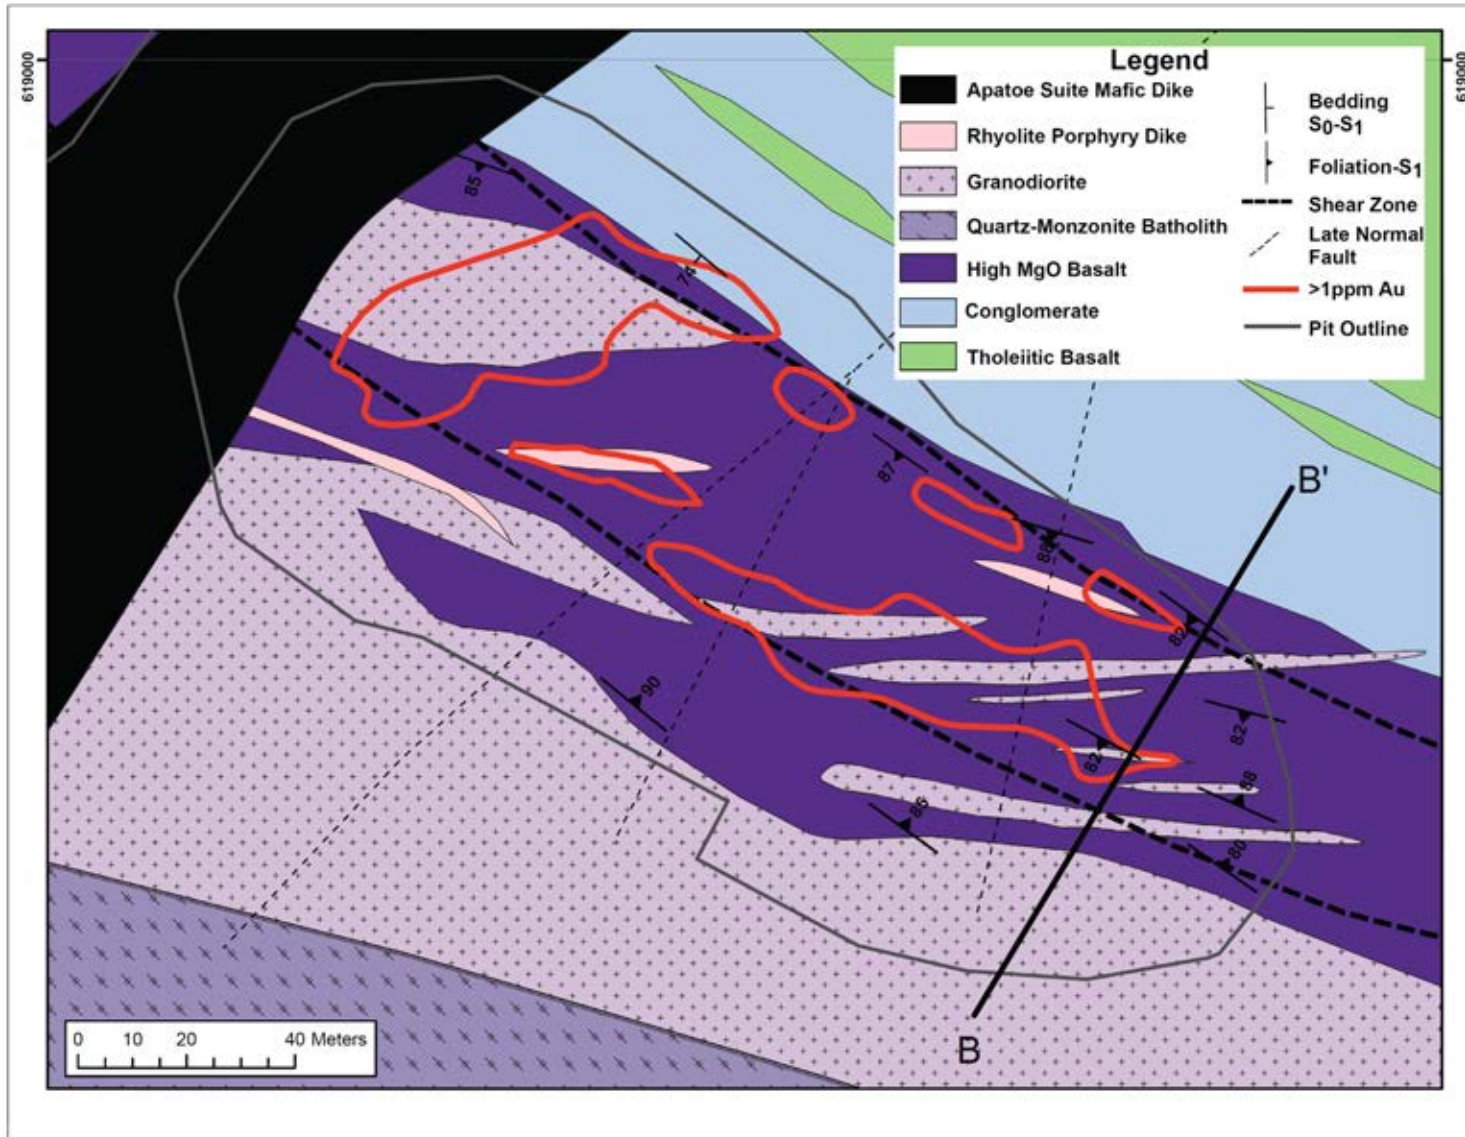 619000
619000
Legend
Apatoe Suite Mafic Dike
Rhyolite Porphyry Dike
Granodiorite
Quartz-Monzonite Batholith
High MgO Basalt
Conglomerate
Tholeiitic Basalt
Bedding
S0-S1
Foliation-S1
Shear Zone
Late Normal
Fault
>1ppm Au
Pit Outline
85
74
87
88
B'
82
90
82
82
88
86
80
B
0 10 20 40 Meters